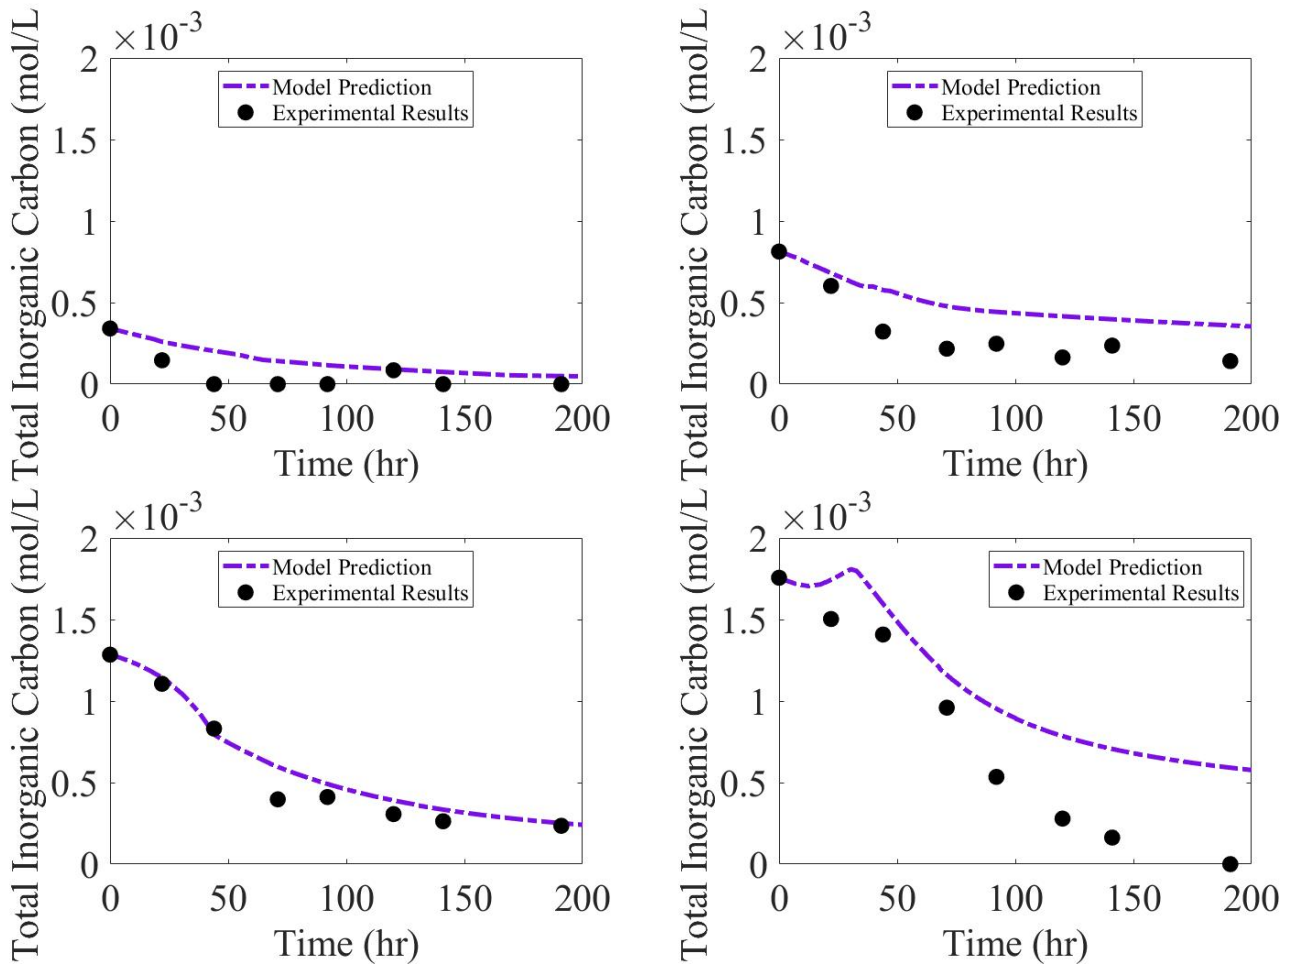 ×10⁻³
2
1.5
1
0.5
0
0 50 100 150 200
Total Inorganic Carbon (mol/L
Time (hr)
Model Prediction
Experimental Results
×10⁻³
2
1.5
1
0.5
0
0 50 100 150 200
Total Inorganic Carbon (mol/L
Time (hr)
Model Prediction
Experimental Results
×10⁻³
2
1.5
1
0.5
0
0 50 100 150 200
Total Inorganic Carbon (mol/L
Time (hr)
Model Prediction
Experimental Results
×10⁻³
2
1.5
1
0.5
0
0 50 100 150 200
Total Inorganic Carbon (mol/L
Time (hr)
Model Prediction
Experimental Results